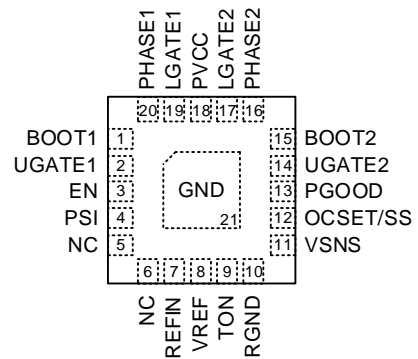 PHASE1
LGATE1
PVCC
LGATE2
PHASE2
20 19 18 17 16
BOOT1 1
UGATE1 2
EN 3
PSI 4
NC 5
GND
21
15 BOOT2
14 UGATE2
13 PGOOD
12 OCSET/SS
11 VSNS
6 7 8 9 10
NC
REFIN
VREF
TON
RGND